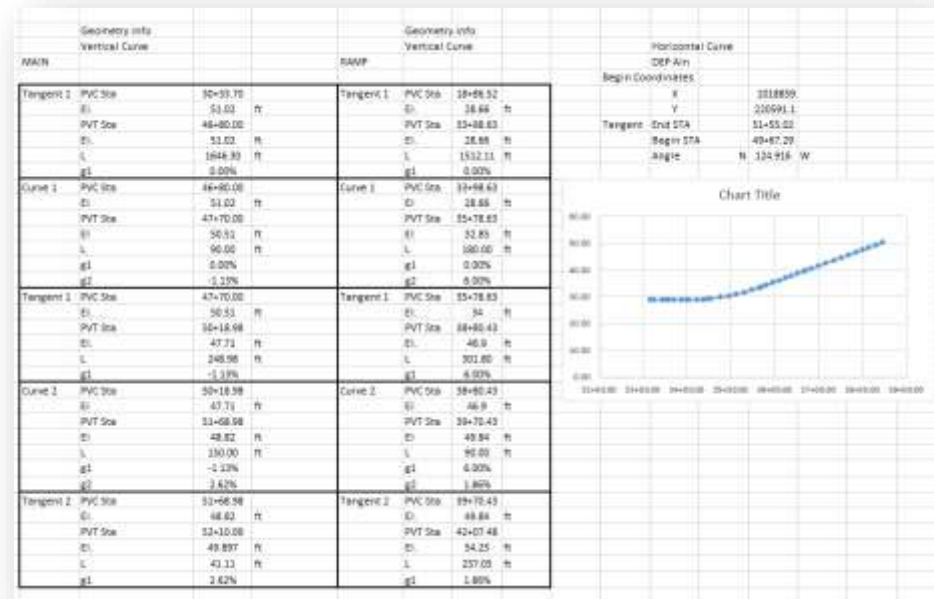 Geometry info Geometry info
Vertical Curve Vertical Curve Horizontal Curve
MAIN RAMP DEP Aln
Begin Coordinates
Tangent 1 PVC Sta Tangent 1 PVC Sta 18+86.52 X 1018839.
El. 51.02 ft El. 28.66 ft Y 220591.1
PVT Sta 46+80.00 PVT Sta Tangent End STA 51+55.02
El. 51.02 ft El. 28.66 ft Begin STA 49+67.29
L 1646.30 ft L 1512.11 ft Angle N 124.916 W
g1 0.00% g1 0.00%
Curve 1 PVC Sta 46+80.00 Curve 1 PVC Sta 33+98.63
El 51.02 ft El 28.66 ft Chart Title
PVT Sta 47+70.00 PVT Sta 35+78.63
El 50.51 ft El 32.85 ft
L 90.00 ft L 180.00 ft
g1 0.00% g1 0.00%
g2 g2 6.00%
Tangent 1 PVC Sta 47+70.00 Tangent 1 PVC Sta 35+78.63
El. 50.51 ft El. 34 ft
PVT Sta 50+18.98 PVT Sta 38+80.43
El. 47.71 ft El. 46.9 ft
L 248.98 ft L 301.80 ft
g1 g1 6.00%
Curve 2 PVC Sta 50+18.98 Curve 2 PVC Sta 38+80.43
El 47.71 ft El 46.9 ft
PVT Sta 51+68.98 PVT Sta 39+70.43
El 48.82 ft El 49.84 ft
L 150.00 ft L 90.00 ft
g1 g1 6.00%
g2 2.62% g2 1.86%
Tangent 2 PVC Sta 51+68.98 Tangent 2 PVC Sta 39+70.43
El. 48.82 ft El. 49.84 ft
PVT Sta 52+10.00 PVT Sta 42+07.48
El. 49.897 ft El. 54.25 ft
L 41.11 ft L 237.05 ft
g1 2.62% g1 1.86%